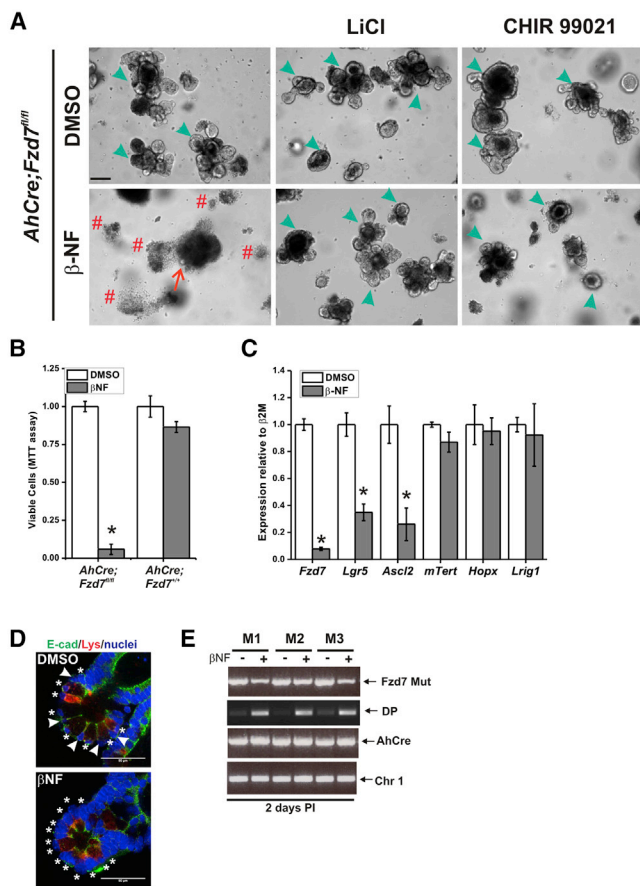 A
LiCl CHIR 99021
AhCre;Fzd7fl/fl
DMSO
β-NF
# # # # #
B
DMSO
βNF
Viable Cells (MTT assay)
1.25
1.00
0.75
0.50
0.25
0.00
*
AhCre; Fzd7fl/fl
AhCre; Fzd7+/+
C
DMSO
β-NF
Expression relative to β2M
1.4
1.2
1.0
0.8
0.6
0.4
0.2
0.0
* * *
Fzd7 Lgr5 Ascl2 mTert Hopx Lrig1
D
E-cad/Lys/nuclei
DMSO
βNF
E
M1 M2 M3
βNF - + - + - +
Fzd7 Mut
DP
AhCre
Chr 1
2 days PI